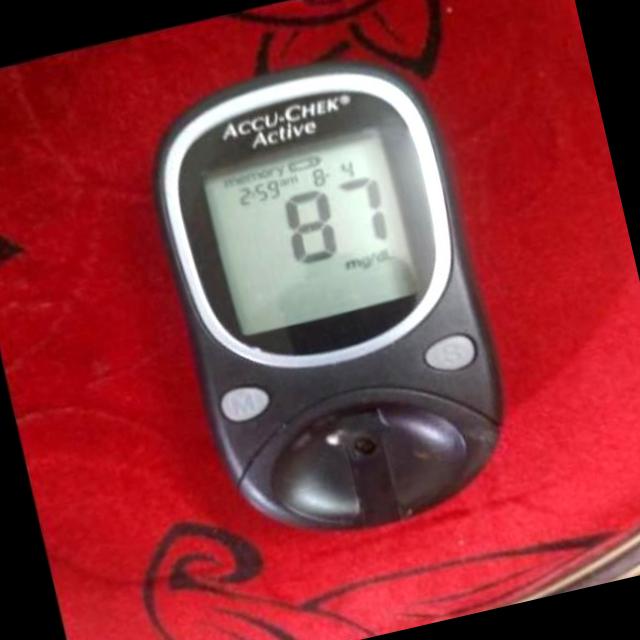 ACCU-CHEK®
Active
memory
2:59am 8- 4
87
mg/dL
M
S